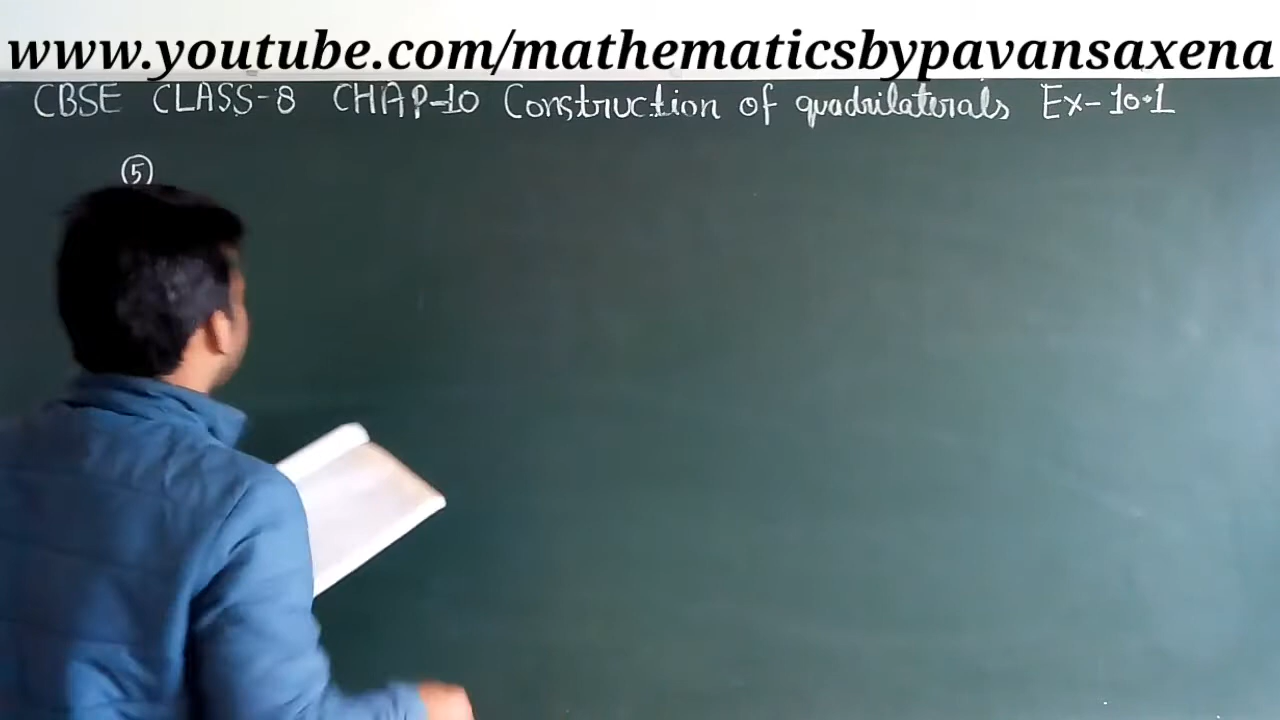 www.youtube.com/mathematicsbypavansaxena
CBSE CLASS-8 CHAP-10 Construction of quadrilaterals Ex-10.1
5